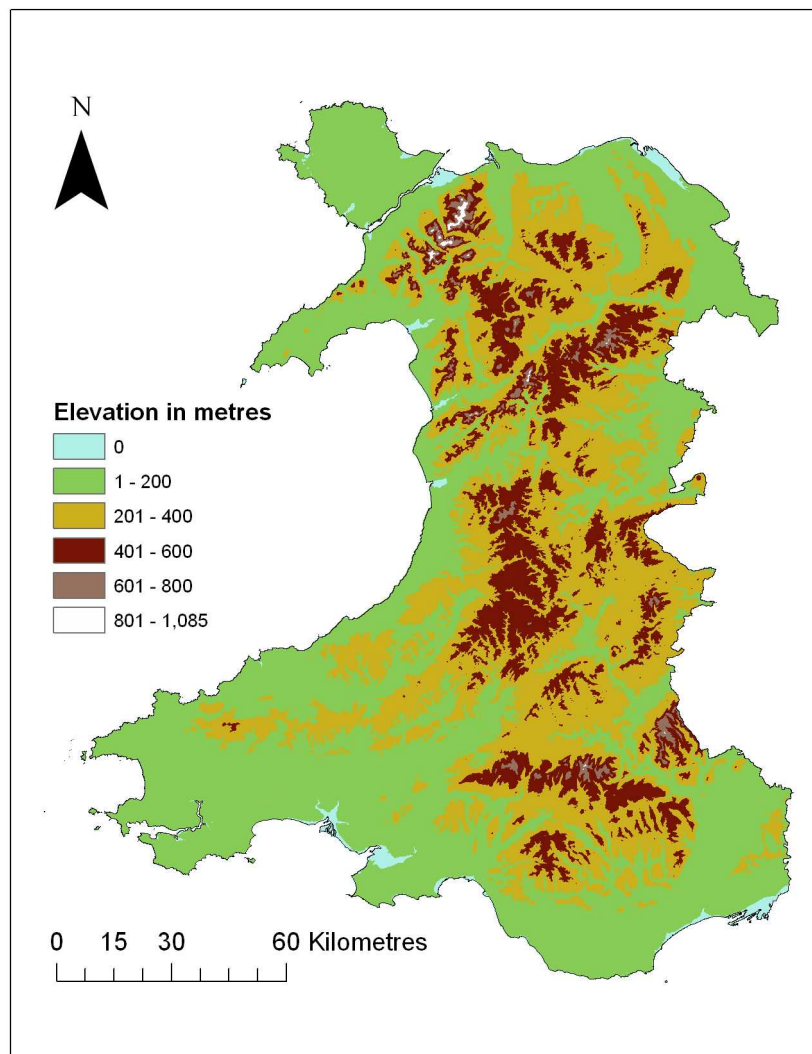 N
Elevation in metres
0
1 - 200
201 - 400
401 - 600
601 - 800
801 - 1,085
0 15 30 60 Kilometres